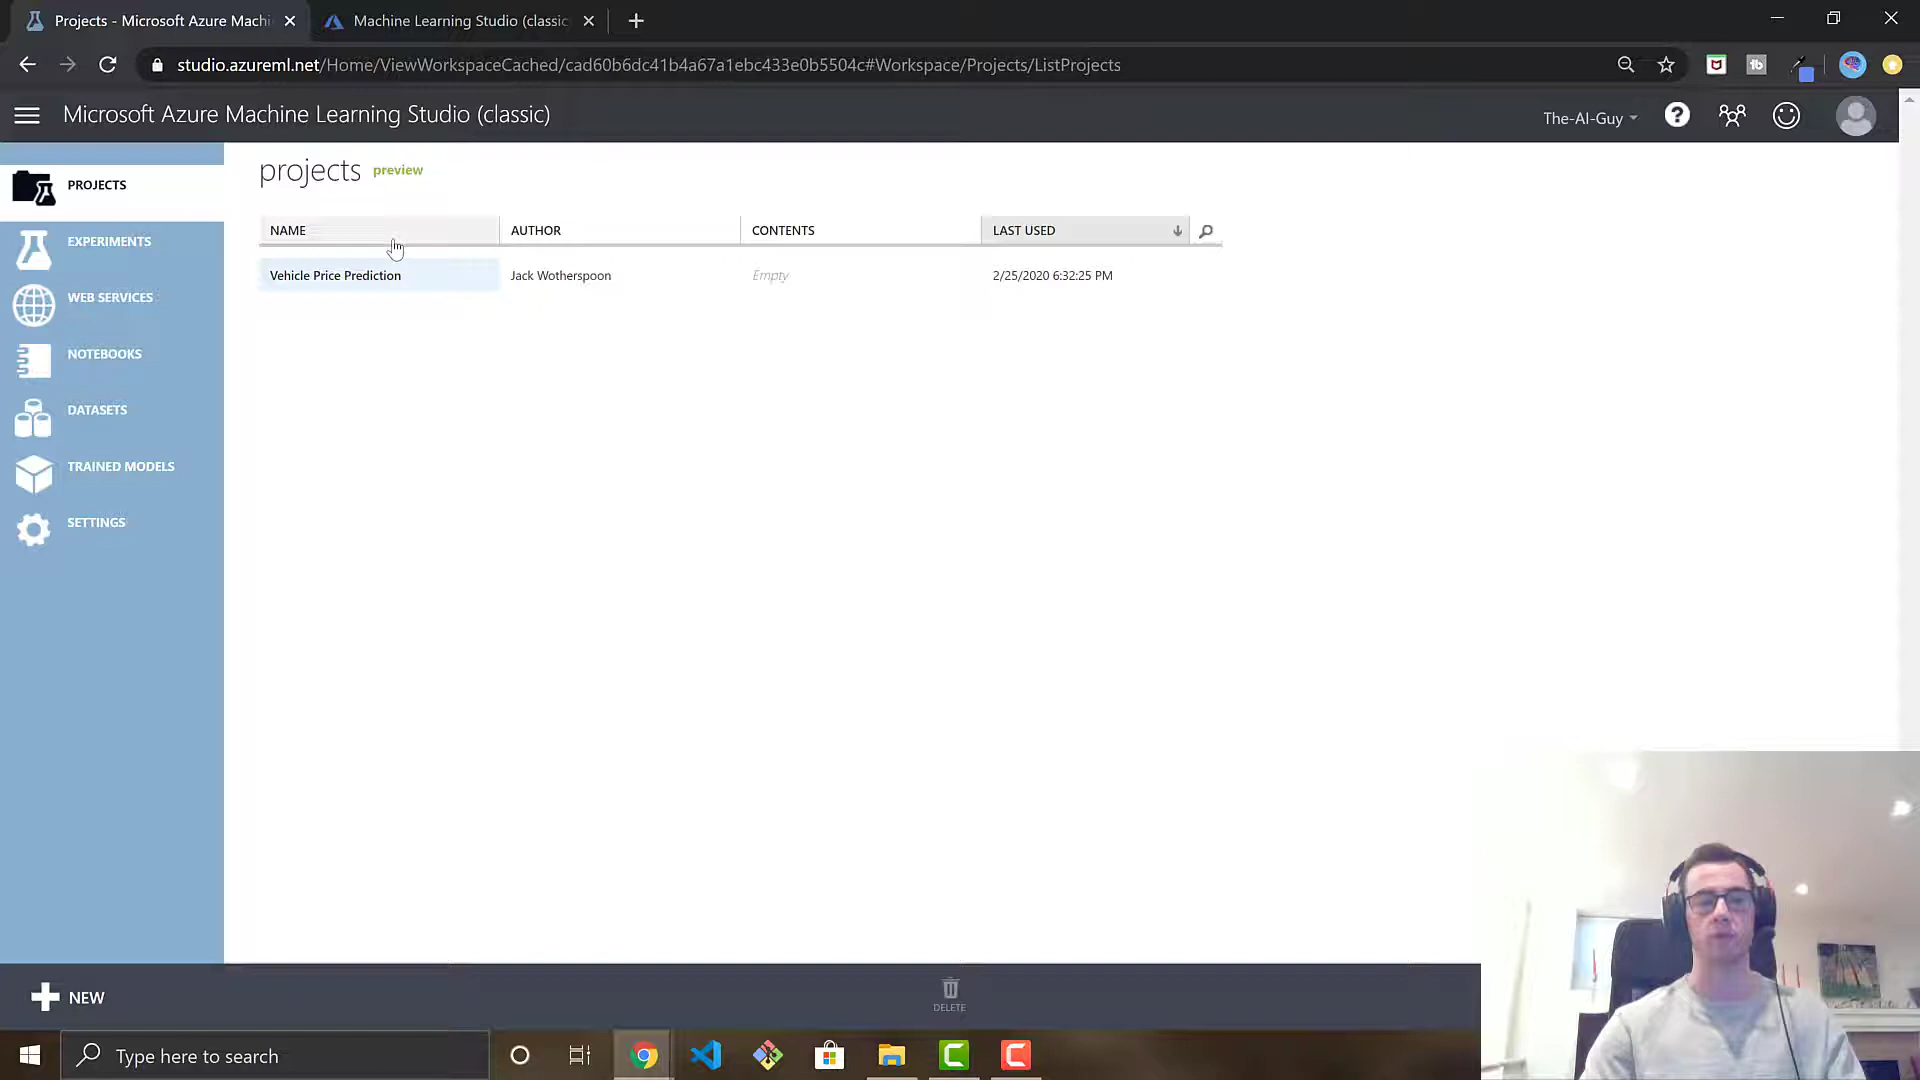 Projects - Microsoft Azure Machi
Machine Learning Studio (classic
studio.azureml.net/Home/ViewWorkspaceCached/cad60b6dc41b4a67a1ebc433e0b5504c#Workspace/Projects/ListProjects
Microsoft Azure Machine Learning Studio (classic)
The-AI-Guy
PROJECTS
EXPERIMENTS
WEB SERVICES
NOTEBOOKS
DATASETS
TRAINED MODELS
SETTINGS
projects preview
NAME AUTHOR CONTENTS LAST USED
Vehicle Price Prediction Jack Wotherspoon Empty 2/25/2020 6:32:25 PM
NEW
DELETE
Type here to search